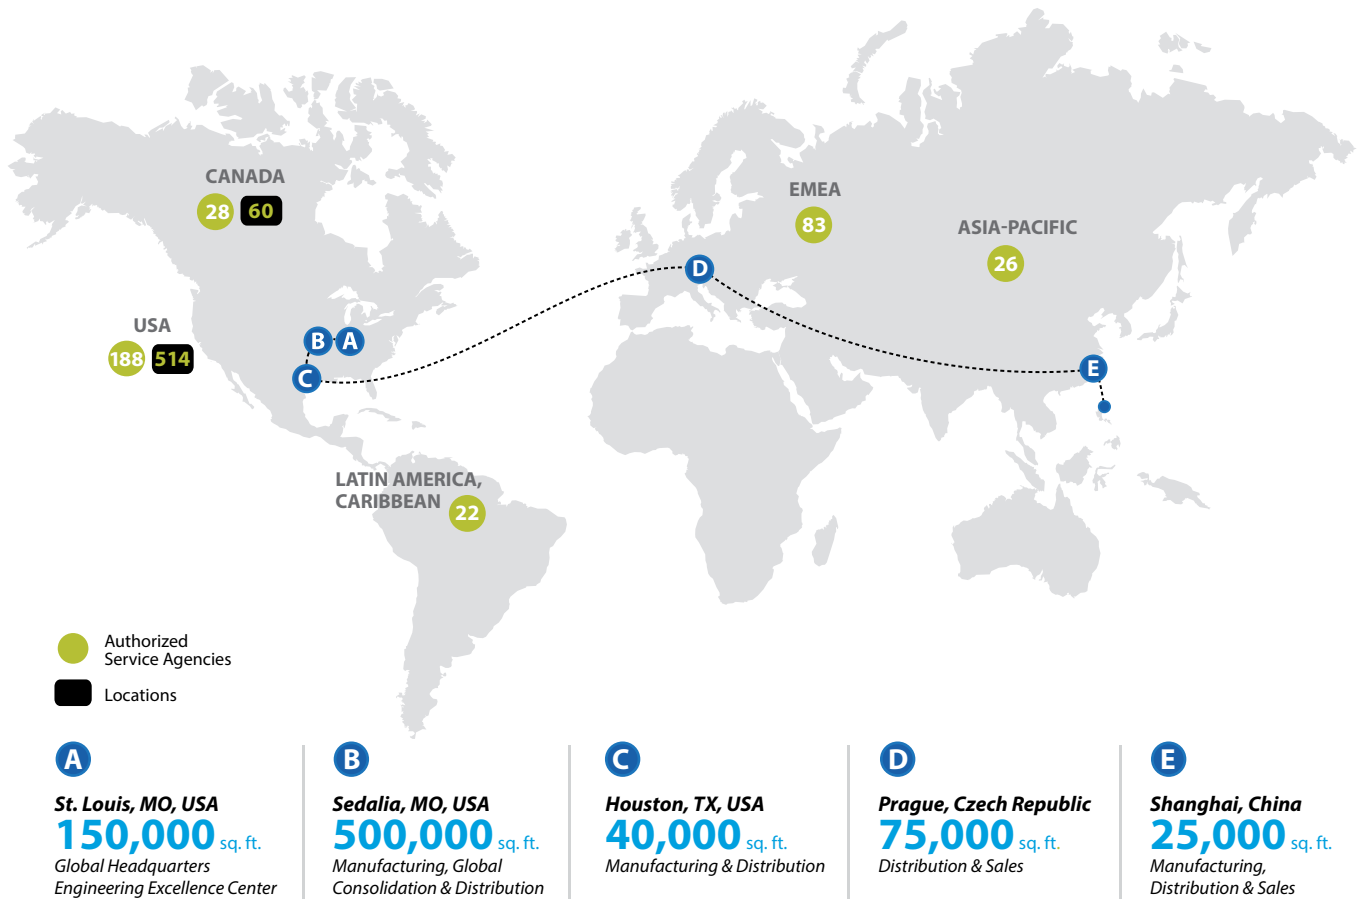 CANADA
28 60
EMEA
83
ASIA-PACIFIC
26
D
USA
188 514
B A
C
E
LATIN AMERICA,
CARIBBEAN
22
Authorized
Service Agencies
Locations
A
St. Louis, MO, USA
150,000 sq. ft.
Global Headquarters
Engineering Excellence Center
B
Sedalia, MO, USA
500,000 sq. ft.
Manufacturing, Global
Consolidation & Distribution
C
Houston, TX, USA
40,000 sq. ft.
Manufacturing & Distribution
D
Prague, Czech Republic
75,000 sq. ft.
Distribution & Sales
E
Shanghai, China
25,000 sq. ft.
Manufacturing,
Distribution & Sales